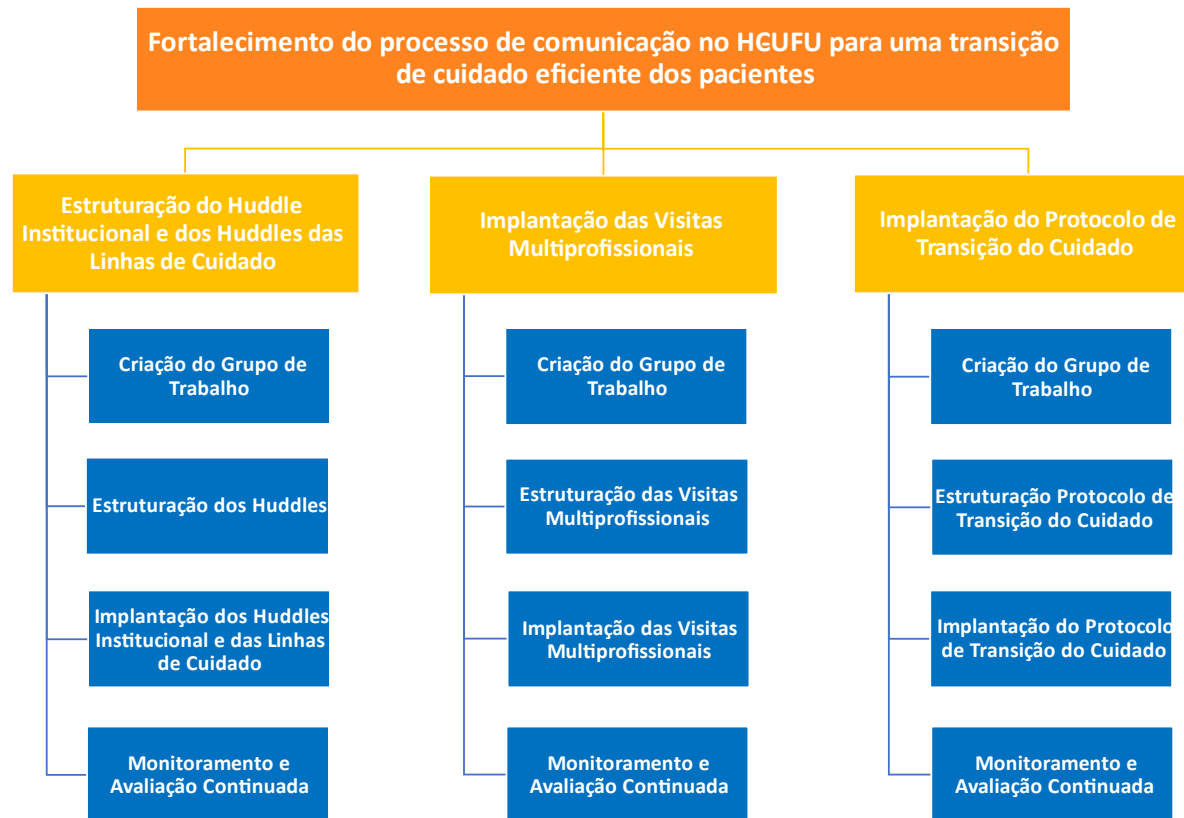 Fortalecimento do processo de comunicação no HC-UFU para uma transição
de cuidado eficiente dos pacientes
Estruturação do Huddle
Institucional e dos Huddles das
Linhas de Cuidado
Implantação das Visitas
Multiprofissionais
Implantação do Protocolo de
Transição do Cuidado
Criação do Grupo de
Trabalho
Criação do Grupo de
Trabalho
Criação do Grupo de
Trabalho
Estruturação dos Huddles
Estruturação das Visitas
Multiprofissionais
Estruturação Protocolo de
Transição do Cuidado
Implantação dos Huddles
Institucional e das Linhas
de Cuidado
Implantação das Visitas
Multiprofissionais
Implantação do Protocolo
de Transição do Cuidado
Monitoramento e
Avaliação Continuada
Monitoramento e
Avaliação Continuada
Monitoramento e
Avaliação Continuada